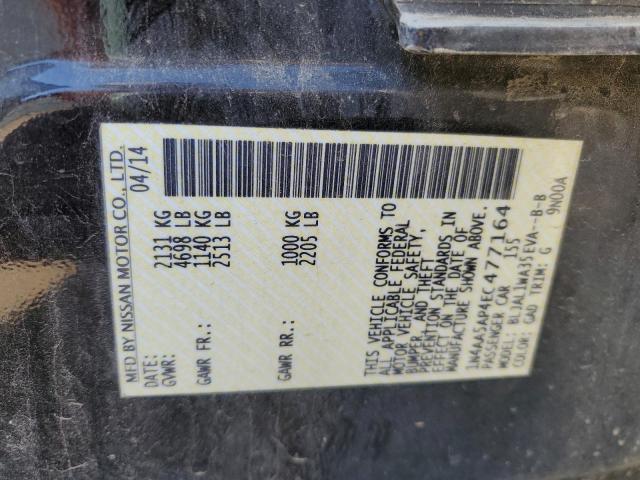 MFD BY NISSAN MOTOR CO., LTD.
DATE: 04/14
GVWR: 2131 KG
4698 LB
GAWR FR.: 1140 KG
2513 LB
GAWR RR.: 1000 KG
2205 LB
THIS VEHICLE CONFORMS TO
ALL APPLICABLE FEDERAL
MOTOR VEHICLE SAFETY,
BUMPER, AND THEFT
PREVENTION STANDARDS IN
EFFECT ON THE DATE OF
MANUFACTURE SHOWN ABOVE.
1N4AA5AP4EC477164
PASSENGER CAR 155
MODEL: BLJALLWA35EVA--B-B
COLOR: GAD TRIM: G 9N00A